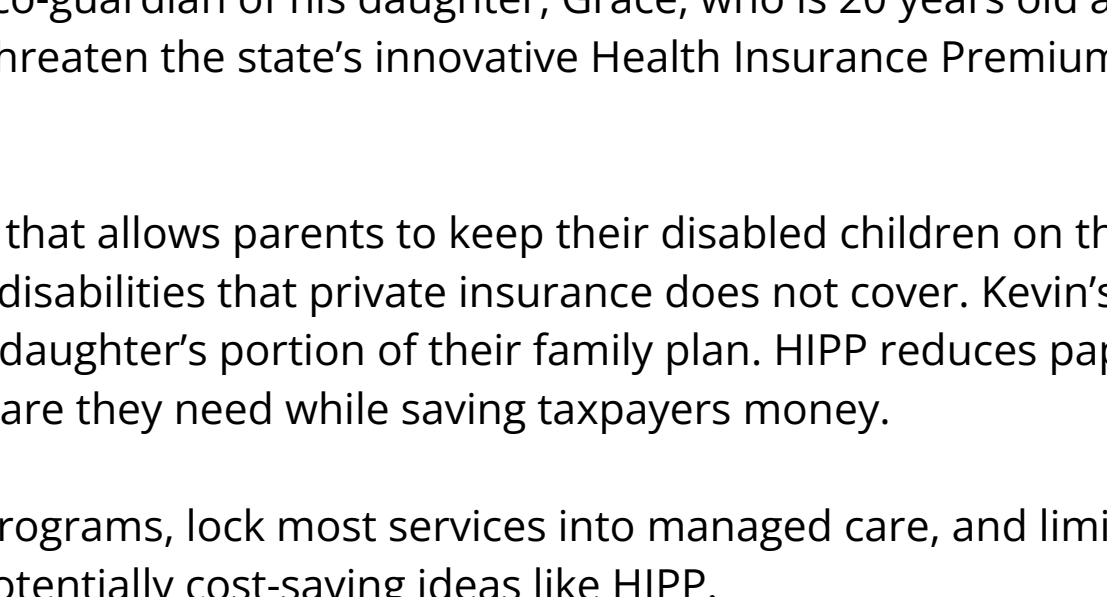 co-guardian of his daughter, Grace, who is 20 years old a
hreaten the state’s innovative Health Insurance Premium
that allows parents to keep their disabled children on th
disabilities that private insurance does not cover. Kevin’s
daughter’s portion of their family plan. HIPP reduces pap
are they need while saving taxpayers money.
rograms, lock most services into managed care, and limi
otentially cost-saving ideas like HIPP.